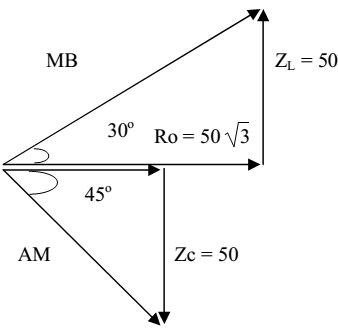 MB
Z_L = 50
30°
Ro = 50√3
45°
AM
Zc = 50